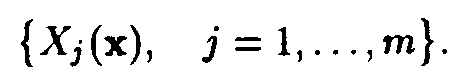 {X_j(𝐱), j = 1, . . . , m}.